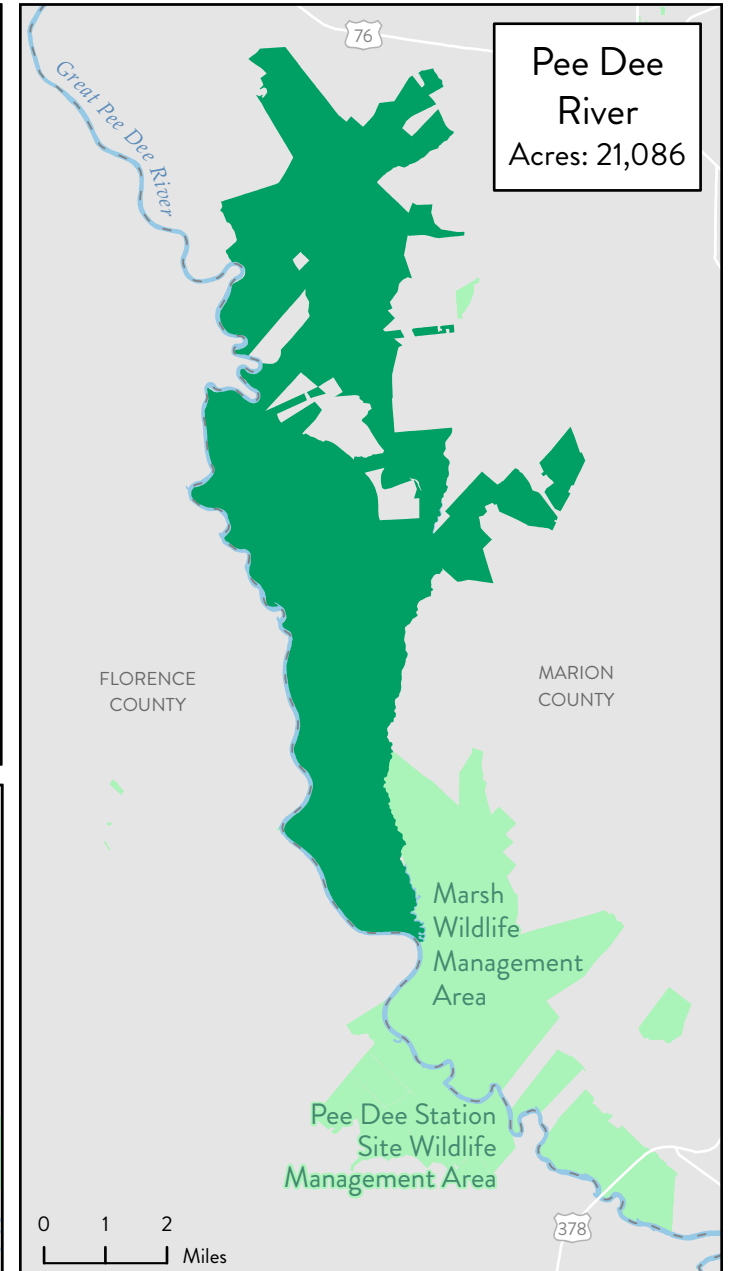 76
Pee Dee
River
Acres: 21,086
Great Pee Dee River
FLORENCE
COUNTY
MARION
COUNTY
Marsh
Wildlife
Management
Area
Pee Dee Station
Site Wildlife
Management Area
378
0 1 2
Miles